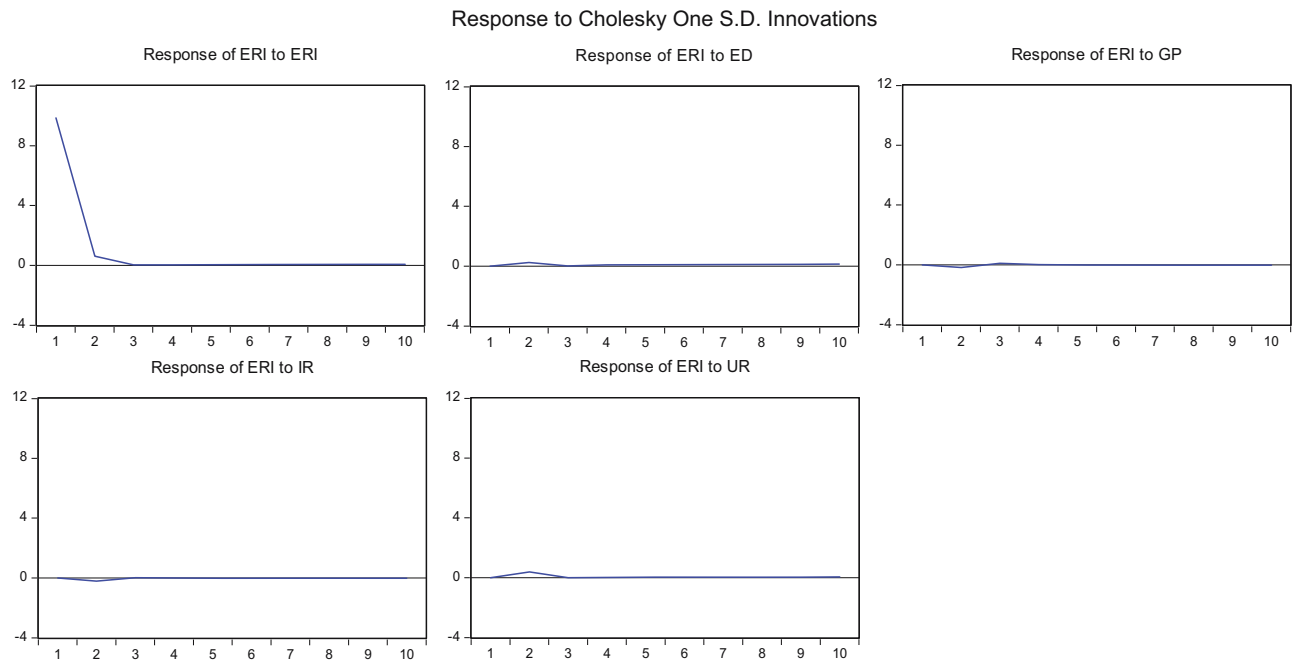 Response to Cholesky One S.D. Innovations
Response of ERI to ERI
12
8
4
0
-4
1 2 3 4 5 6 7 8 9 10
Response of ERI to ED
12
8
4
0
-4
1 2 3 4 5 6 7 8 9 10
Response of ERI to GP
12
8
4
0
-4
1 2 3 4 5 6 7 8 9 10
Response of ERI to IR
12
8
4
0
-4
1 2 3 4 5 6 7 8 9 10
Response of ERI to UR
12
8
4
0
-4
1 2 3 4 5 6 7 8 9 10